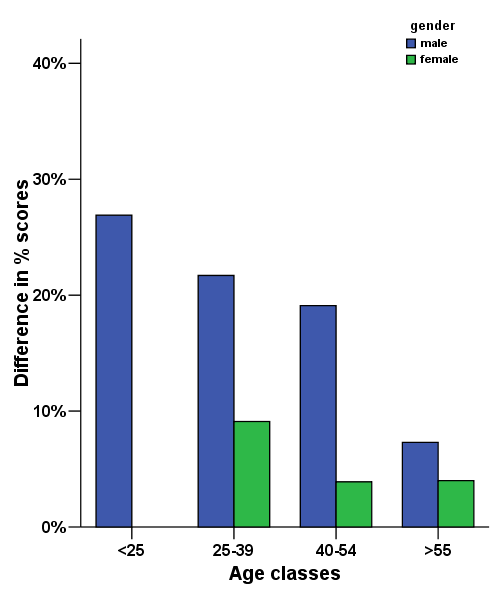 gender
male
female
40%
30%
20%
10%
0%
Difference in % scores
<25
25-39
40-54
>55
Age classes